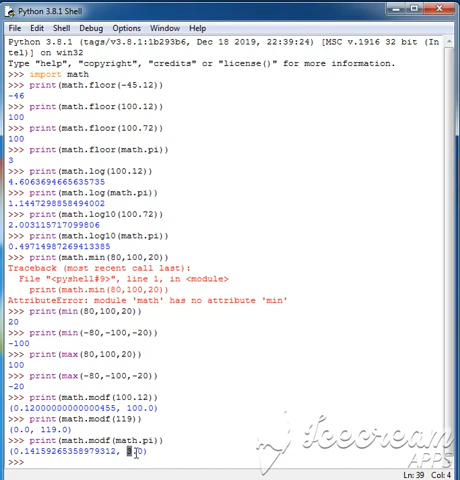 Python 3.8.1 Shell
File Edit Shell Debug Options Window Help
Python 3.8.1 (tags/v3.8.1:1b293b6, Dec 18 2019, 22:39:24) [MSC v.1916 32 bit (In
tel)] on win32
Type "help", "copyright", "credits" or "license()" for more information.
>>> import math
>>> print(math.floor(-45.12))
-46
>>> print(math.floor(100.12))
100
>>> print(math.floor(100.72))
100
>>> print(math.floor(math.pi))
3
>>> print(math.log(100.12))
4.6063694665635735
>>> print(math.log(math.pi))
1.1447298858494002
>>> print(math.log10(100.72))
2.003115717099806
>>> print(math.log10(math.pi))
0.49714987269413385
>>> print(math.min(80,100,20))
Traceback (most recent call last):
File "<pyshell#9>", line 1, in <module>
print(math.min(80,100,20))
AttributeError: module 'math' has no attribute 'min'
>>> print(min(80,100,20))
20
>>> print(min(-80,-100,-20))
-100
>>> print(max(80,100,20))
100
>>> print(max(-80,-100,-20))
-20
>>> print(math.modf(100.12))
(0.12000000000000455, 100.0)
>>> print(math.modf(119))
(0.0, 119.0)
>>> print(math.modf(math.pi))
(0.14159265358979312, 3.0)
>>>
Icecream
Ln: 39 Col: 4